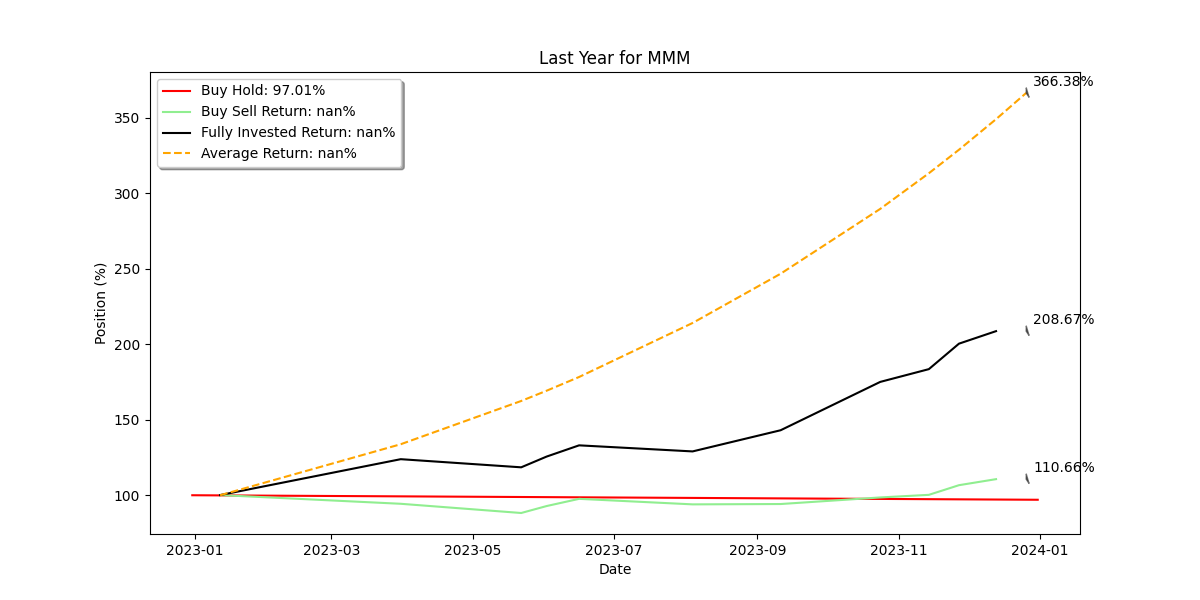 Last Year for MMM
366.38%
Buy Hold: 97.01%
Buy Sell Return: nan%
Fully Invested Return: nan%
Average Return: nan%
350
300
250
200
150
100
Position (%)
208.67%
110.66%
2023-01
2023-03
2023-05
2023-07
2023-09
2023-11
2024-01
Date